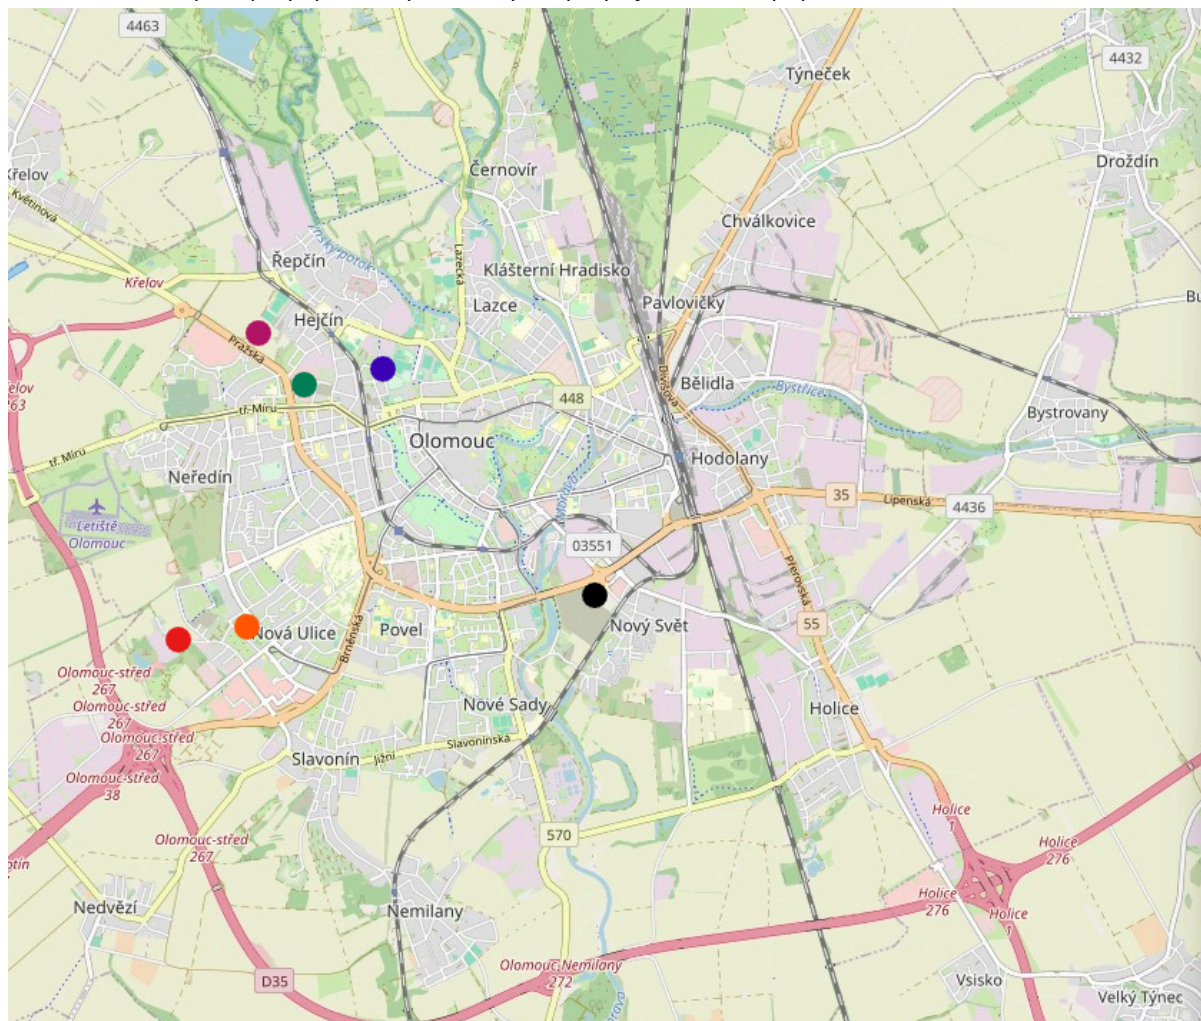 4463
Týneček
4432
Droždín
Černovír
Křelov
Květinová
Chválkovice
Řepčín
Lazecká
Klášterní Hradisko
Křelov
Lazce
Pavlovičky
Hejčín
Pražská
Divišova
Bělidla
Bystřice
448
tř. Míru
Bystrovany
Olomouc
tř. Míru
Neředín
Hodolany
35
Lipenská
4436
Letiště
Olomouc
03551
Přerovská
Nová Ulice
Povel
Brněnská
Nový Svět
55
Olomouc-střed
267
Olomouc-střed
267
Olomouc-střed
267
Olomouc-střed
38
Nové Sady
Holice
Slavonínská
Slavonín
Jižní
570
Olomouc-střed
267
Holice
1
Holice
276
Nedvězí
Nemilany
Holice
276
Holice
1
D35
Olomouc-Nemilany
272
Vsisko
Velký Týnec